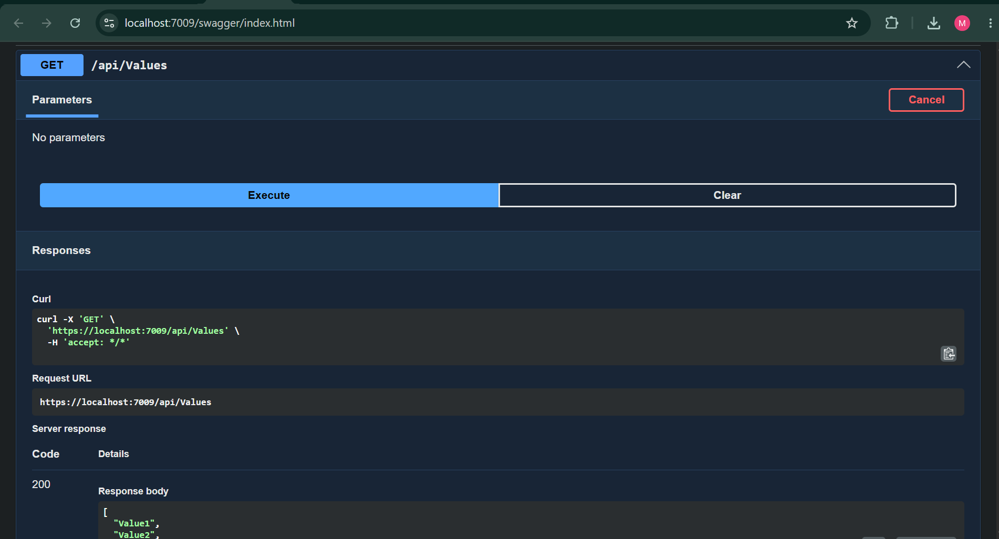 localhost:7009/swagger/index.html
M
GET /api/Values
Parameters
Cancel
No parameters
Execute
Clear
Responses
Curl
curl -X 'GET' \
  'https://localhost:7009/api/Values' \
  -H 'accept: */*'
Request URL
https://localhost:7009/api/Values
Server response
Code Details
200
Response body
[
  "Value1",
  "Value2",